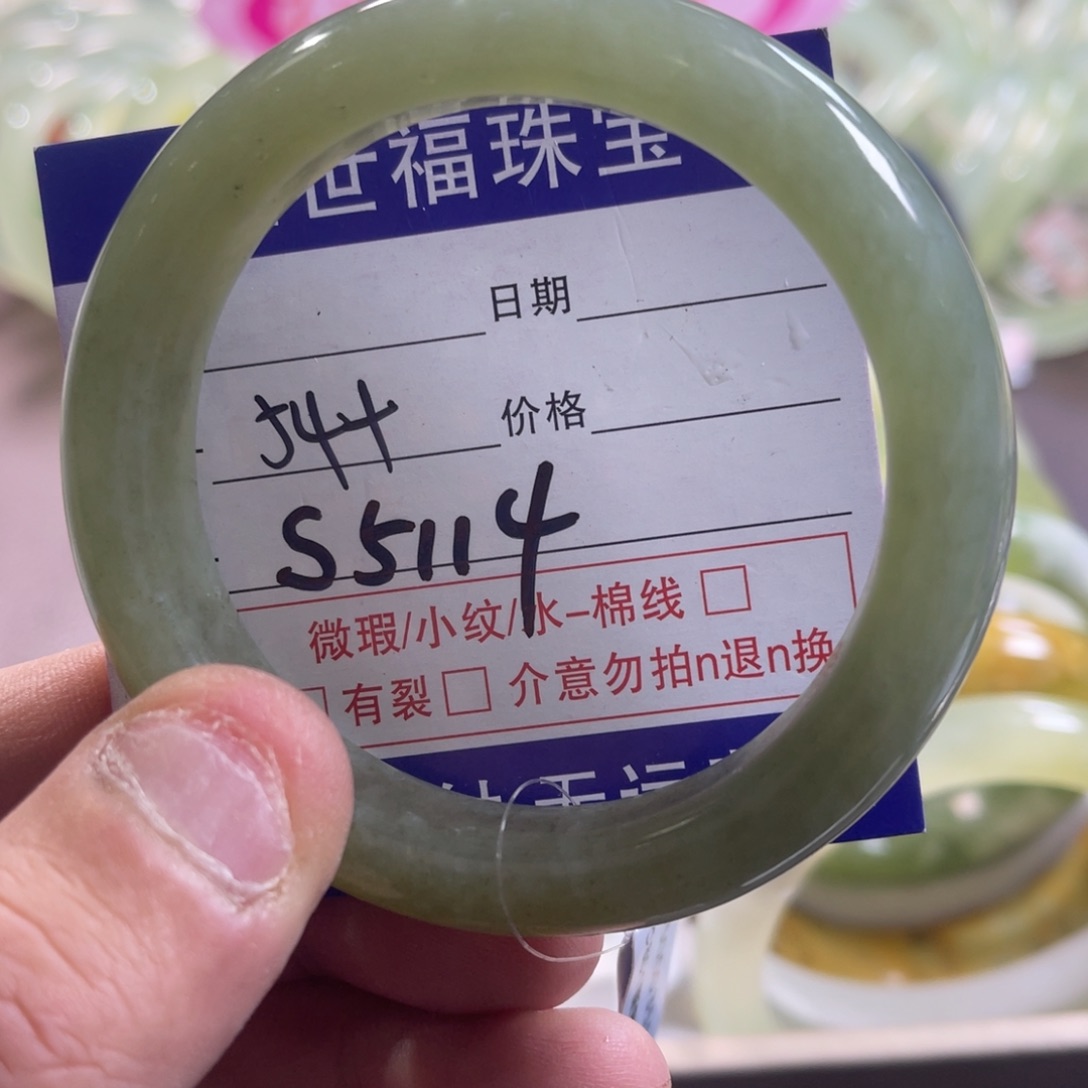 世福珠宝
日期
J44 价格
S5114
微瑕/小纹/水-棉线 □
□ 有裂 □ 介意勿拍n退n换